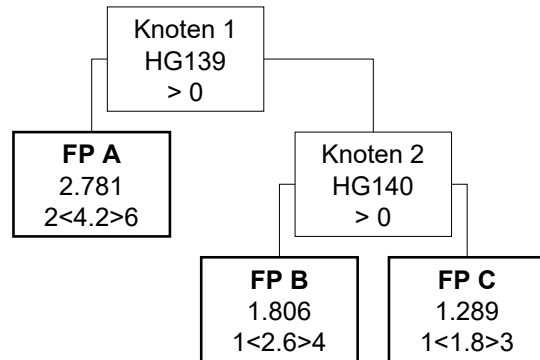 Knoten 1
HG139
> 0
FP A
2.781
2<4.2>6
Knoten 2
HG140
> 0
FP B
1.806
1<2.6>4
FP C
1.289
1<1.8>3